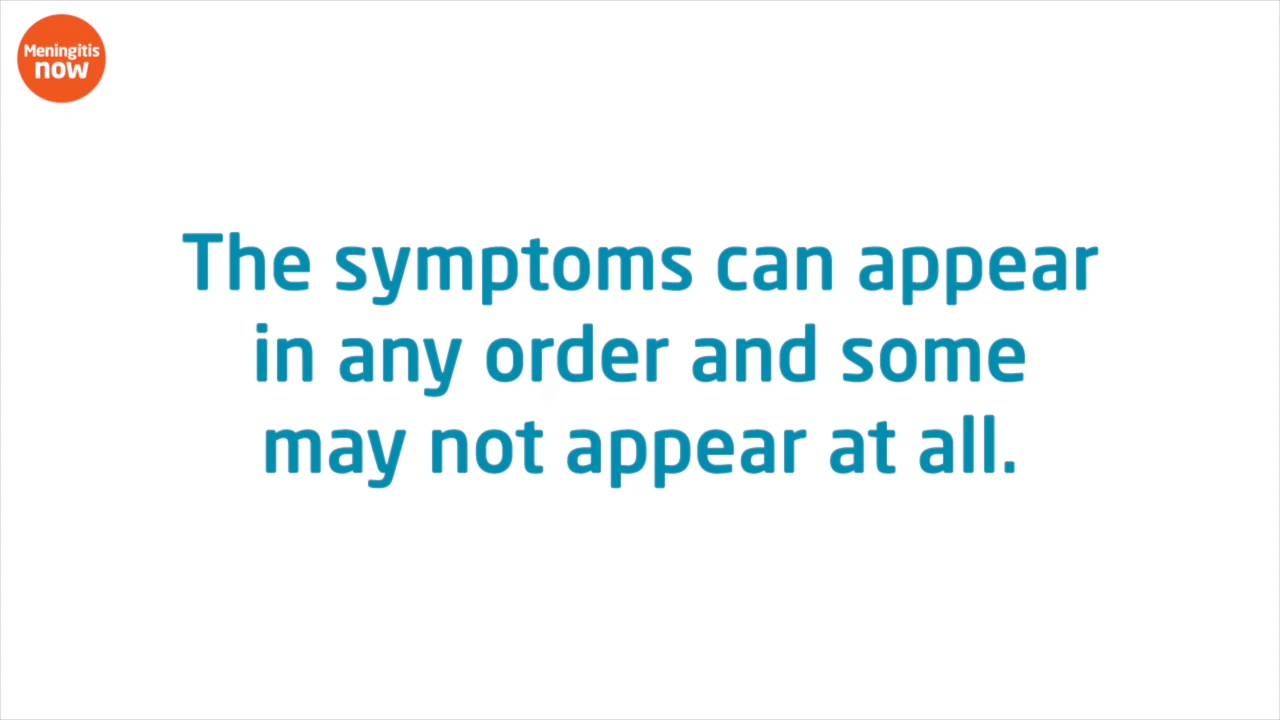 Meningitis
now
The symptoms can appear
in any order and some
may not appear at all.